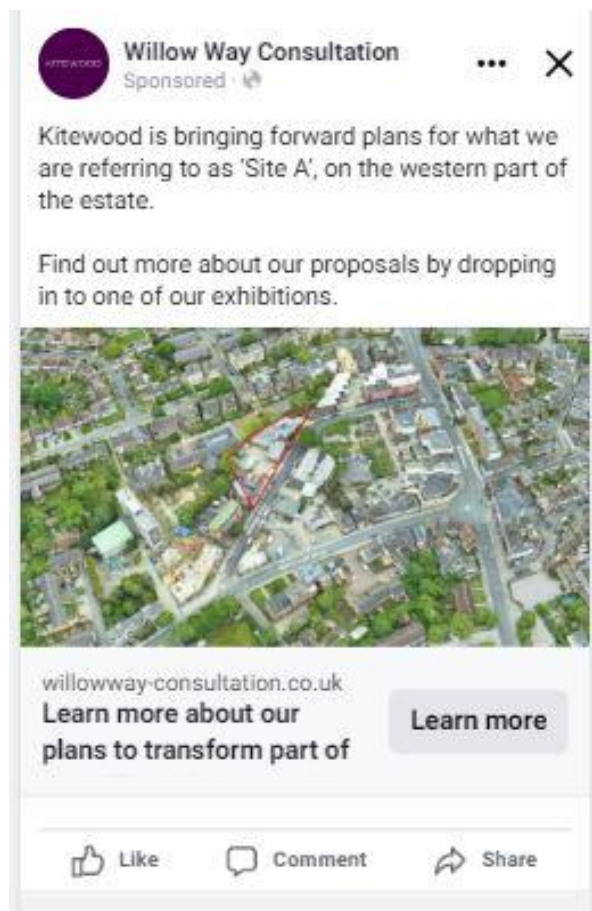 KITEWOOD
Willow Way Consultation
Sponsored ·
Kitewood is bringing forward plans for what we
are referring to as 'Site A', on the western part of
the estate.
Find out more about our proposals by dropping
in to one of our exhibitions.
willowway-consultation.co.uk
Learn more about our
plans to transform part of
Learn more
Like
Comment
Share